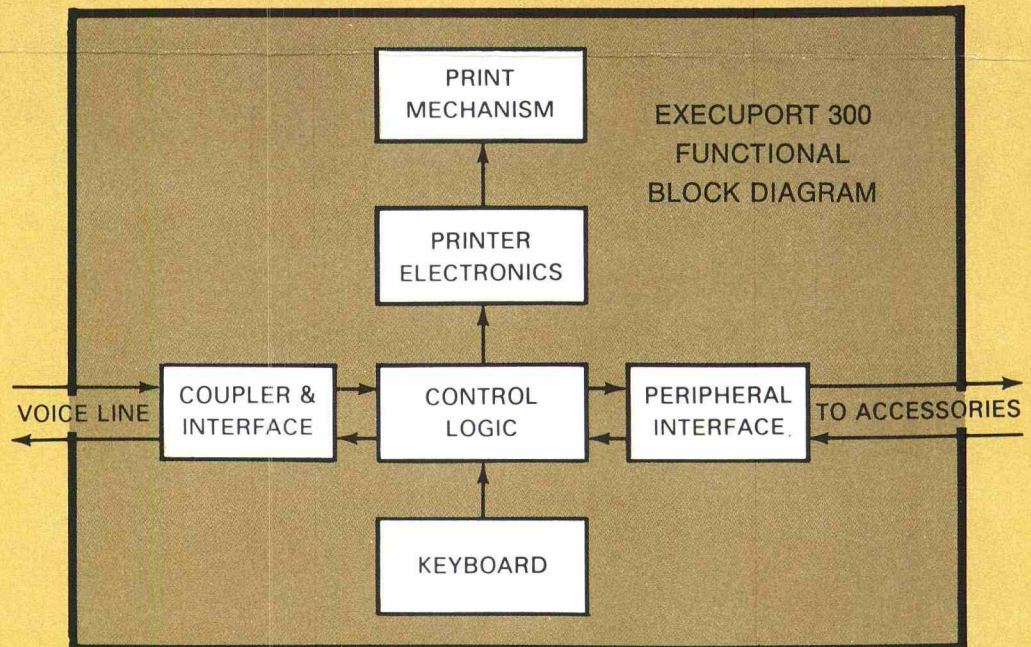 PRINT
MECHANISM
EXECUPORT 300
FUNCTIONAL
BLOCK DIAGRAM
PRINTER
ELECTRONICS
VOICE LINE
COUPLER &
INTERFACE
CONTROL
LOGIC
PERIPHERAL
INTERFACE.
TO ACCESSORIES
KEYBOARD